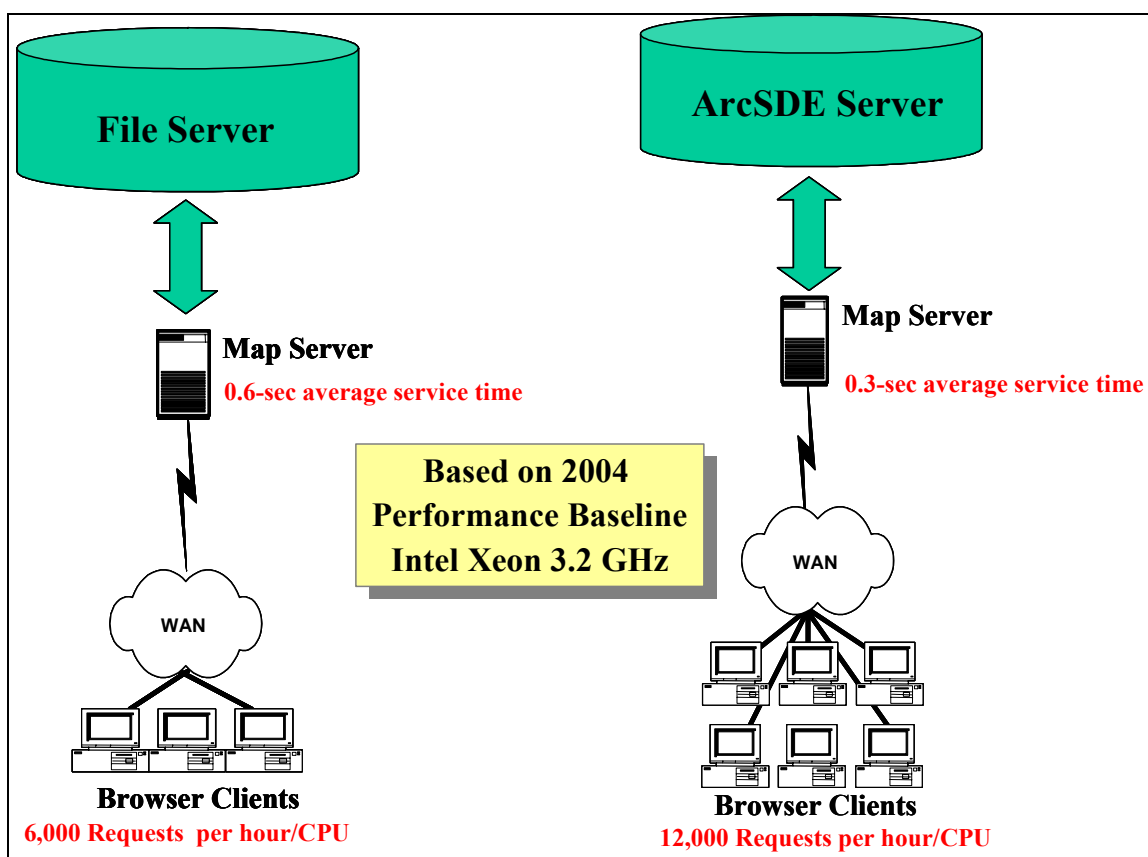 File Server
Map Server
0.6-sec average service time
WAN
Browser Clients
6,000 Requests per hour/CPU
Based on 2004
Performance Baseline
Intel Xeon 3.2 GHz
ArcSDE Server
Map Server
0.3-sec average service time
WAN
Browser Clients
12,000 Requests per hour/CPU